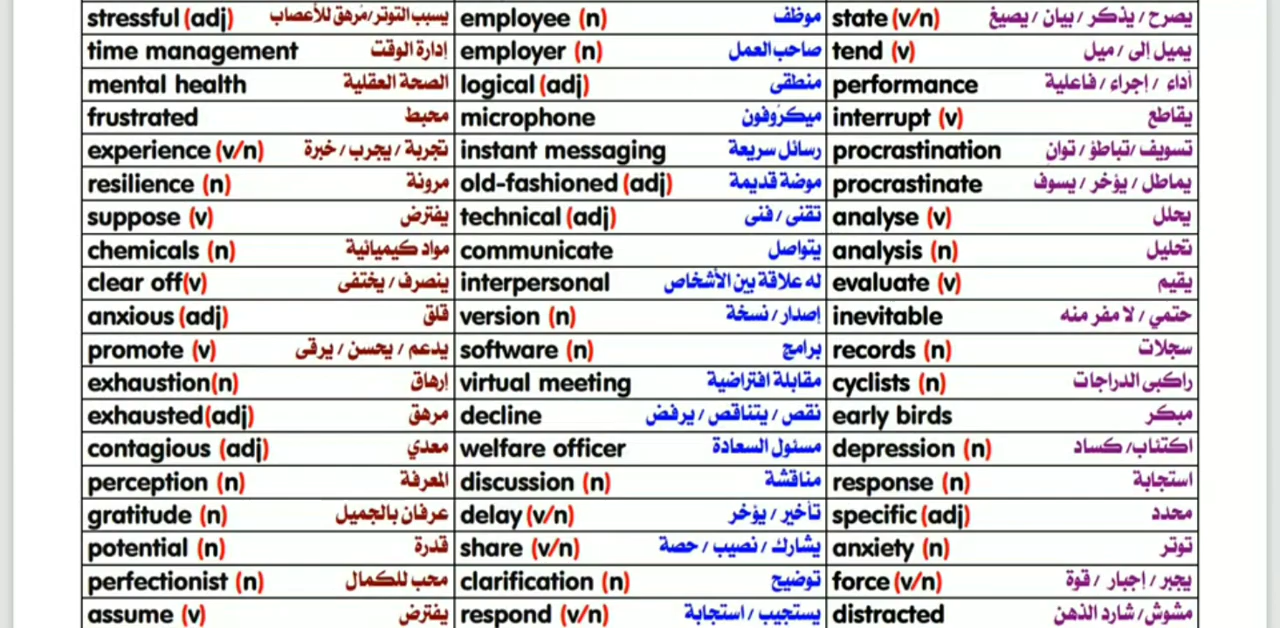 stressful (adj) يسبب التوتر/مُرهق للأعصاب employee (n) موظف state (v/n) يصرح / يذكر / بيان / يصيغ
time management إدارة الوقت employer (n) صاحب العمل tend (v) يميل إلى / ميل
mental health الصحة العقلية logical (adj) منطقى performance أداء / إجراء / فاعلية
frustrated محبط microphone ميكرُوفون interrupt (v) يقاطع
experience (v/n) تجربة / يجرب / خبرة instant messaging رسائل سريعة procrastination تسويف/ تباطؤ / توان
resilience (n) مرونة old-fashioned (adj) موضة قديمة procrastinate يماطل / يؤخر / يسوف
suppose (v) يفترض technical (adj) تقنى / فنى analyse (v) يحلل
chemicals (n) مواد كيميائية communicate يتواصل analysis (n) تحليل
clear off(v) ينصرف / يختفى interpersonal له علاقة بين الأشخاص evaluate (v) يقيم
anxious (adj) قلق version (n) إصدار / نسخة inevitable حتمي / لا مفر منه
promote (v) يدعم / يحسن / يرقى software (n) برامج records (n) سجلات
exhaustion(n) إرهاق virtual meeting مقابلة افتراضية cyclists (n) راكبى الدراجات
exhausted(adj) مرهق decline نقص / يتناقص / يرفض early birds مبكر
contagious (adj) معدي welfare officer مسئول السعادة depression (n) اكتئاب/ كساد
perception (n) المعرفة discussion (n) مناقشة response (n) استجابة
gratitude (n) عرفان بالجميل delay (v/n) تأخير / يؤخر specific (adj) محدد
potential (n) قدرة share (v/n) يشارك / نصيب / حصة anxiety (n) توتر
perfectionist (n) محب للكمال clarification (n) توضيح force (v/n) يجبر / إجبار / قوة
assume (v) يفترض respond (v/n) يستجيب / استجابة distracted مشوش/ شارد الذهن